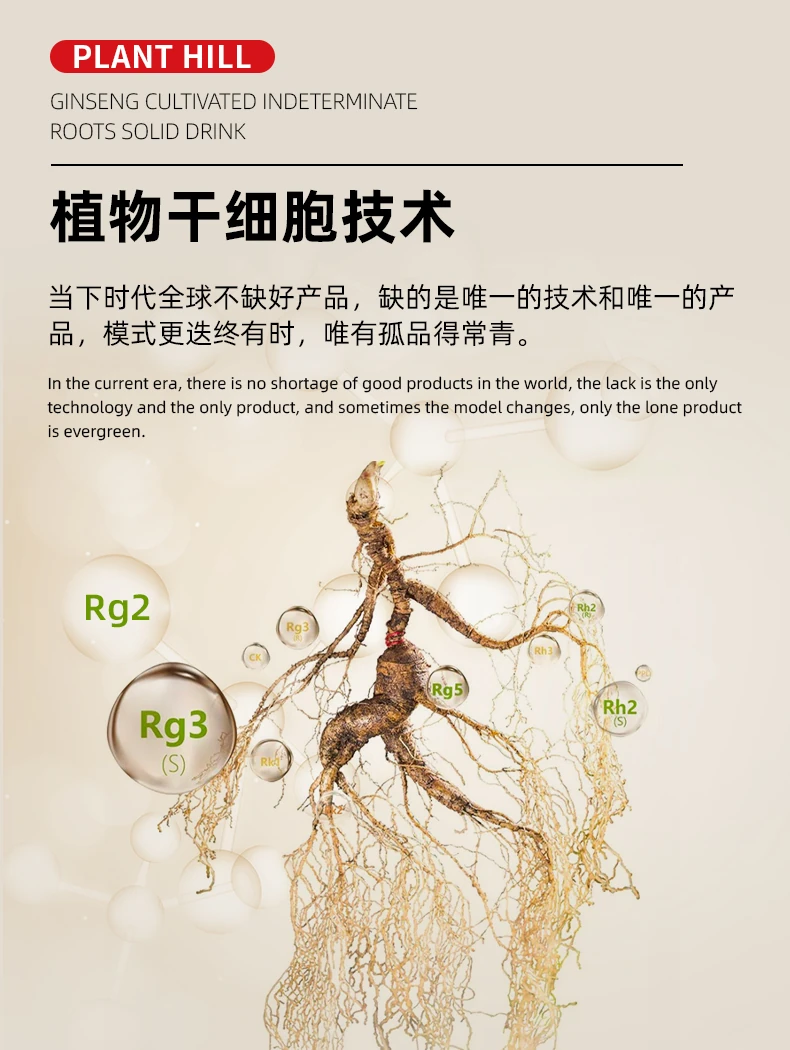 PLANT HILL
GINSENG CULTIVATED INDETERMINATE
ROOTS SOLID DRINK
植物干细胞技术
当下时代全球不缺好产品，缺的是唯一的技术和唯一的产
品，模式更迭终有时，唯有孤品得常青。
In the current era, there is no shortage of good products in the world, the lack is the only
technology and the only product, and sometimes the model changes, only the lone product
is evergreen.
Rg2
Rh2
(R)
Rg3
(R)
CK
Rh3
Rg5
Rh2
(S)
Rg3
(S)